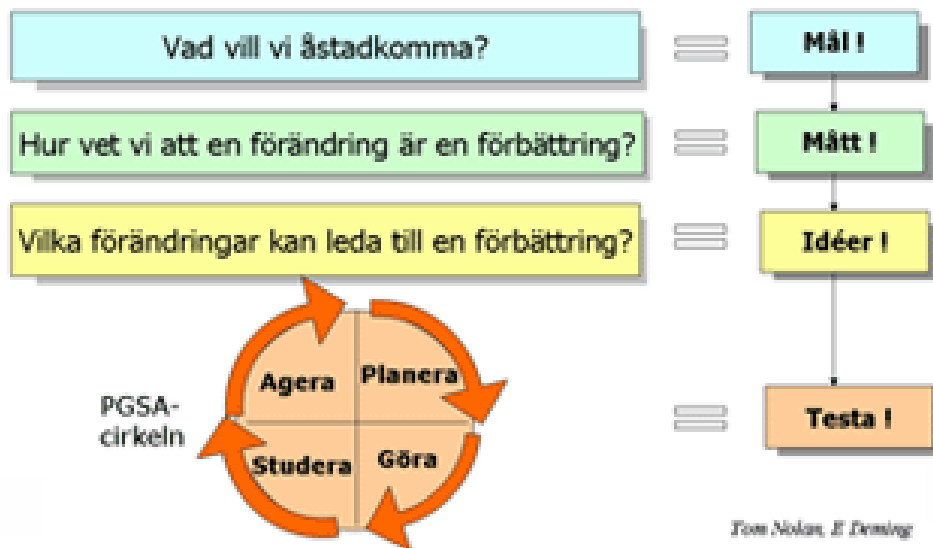 Vad vill vi åstadkomma?
Mål !
Hur vet vi att en förändring är en förbättring?
Mått !
Vilka förändringar kan leda till en förbättring?
Idéer !
Agera
Planera
PGSA-
cirkeln
Testa !
Studera
Göra
Tom Nolan, E Deming